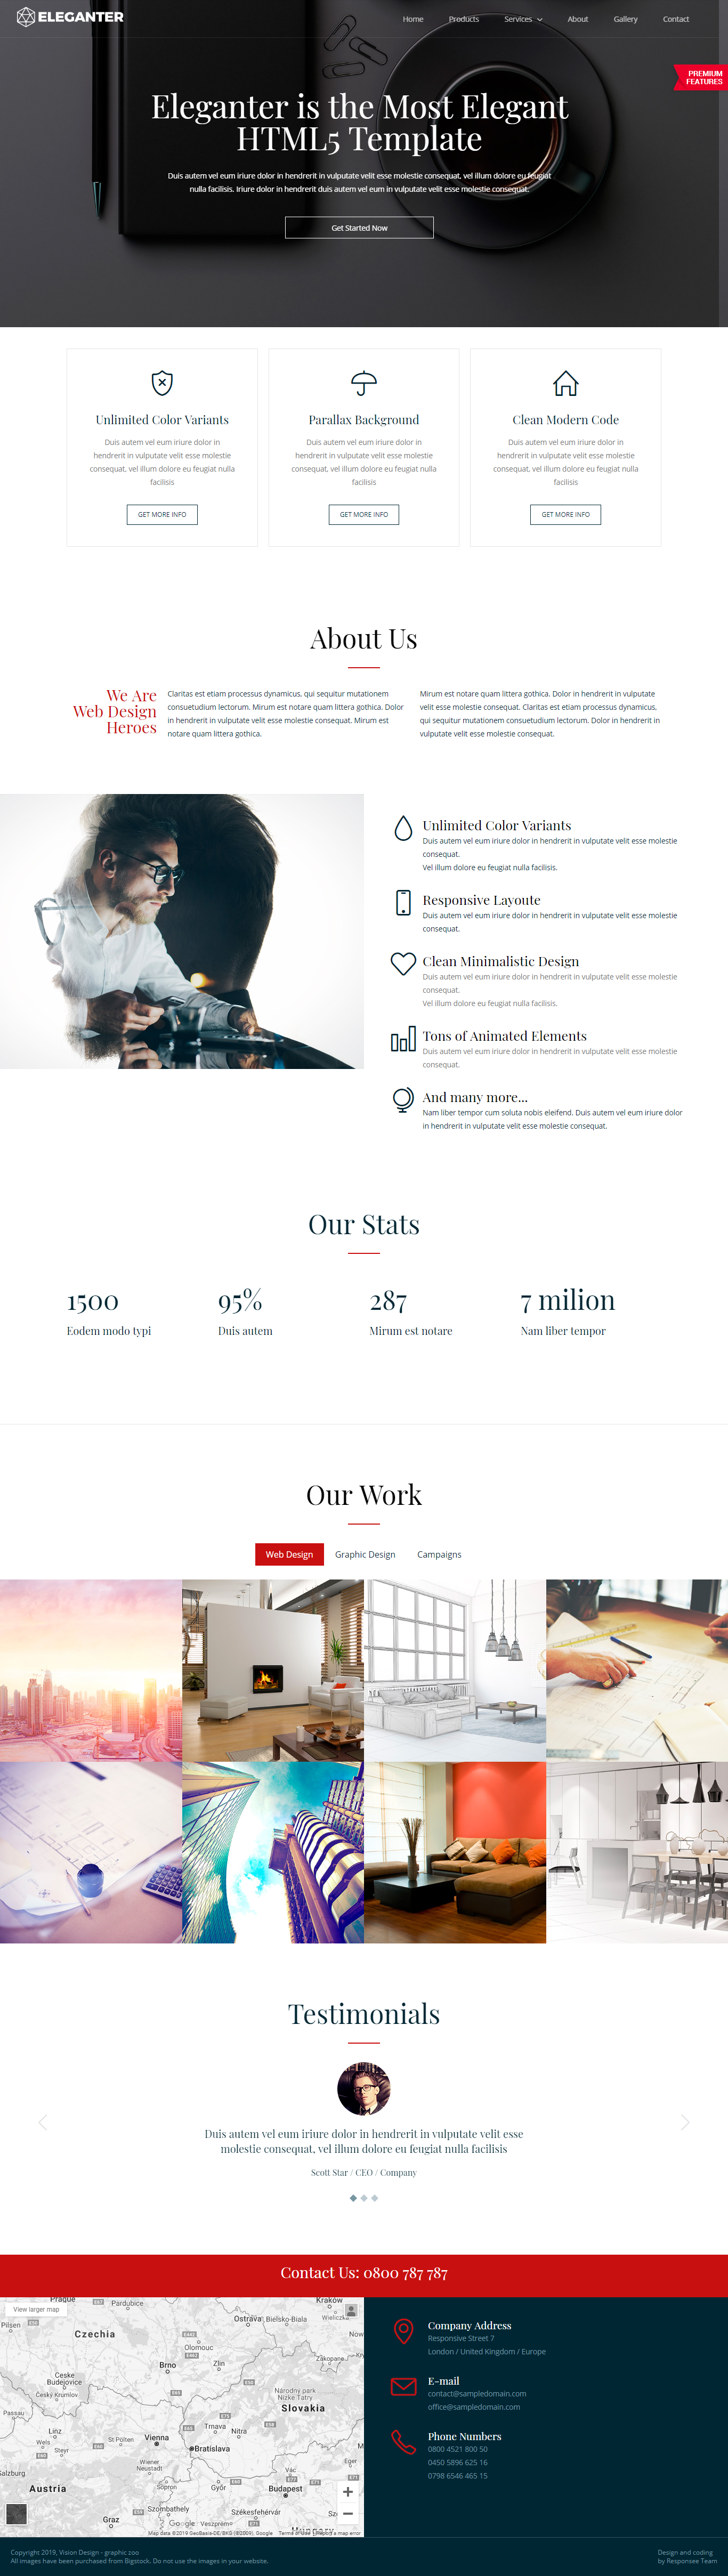 ELEGANTER
Home Products Services About Gallery Contact
PREMIUM
FEATURES
Eleganter is the Most Elegant
HTML5 Template
Duis autem vel eum iriure dolor in hendrerit in vulputate velit esse molestie consequat, vel illum dolore eu feugiat
nulla facilisis. Iriure dolor in hendrerit duis autem vel eum in vulputate velit esse molestie consequat.
Get Started Now
Unlimited Color Variants
Duis autem vel eum iriure dolor in
hendrerit in vulputate velit esse molestie
consequat, vel illum dolore eu feugiat nulla
facilisis
GET MORE INFO
Parallax Background
Duis autem vel eum iriure dolor in
hendrerit in vulputate velit esse molestie
consequat, vel illum dolore eu feugiat nulla
facilisis
GET MORE INFO
Clean Modern Code
Duis autem vel eum iriure dolor in
hendrerit in vulputate velit esse molestie
consequat, vel illum dolore eu feugiat nulla
facilisis
GET MORE INFO
About Us
We Are
Web Design
Heroes
Claritas est etiam processus dynamicus, qui sequitur mutationem
consuetudium lectorum. Mirum est notare quam littera gothica. Dolor
in hendrerit in vulputate velit esse molestie consequat. Mirum est
notare quam littera gothica.
Mirum est notare quam littera gothica. Dolor in hendrerit in vulputate
velit esse molestie consequat. Claritas est etiam processus dynamicus,
qui sequitur mutationem consuetudium lectorum. Dolor in hendrerit in
vulputate velit esse molestie consequat.
Unlimited Color Variants
Duis autem vel eum iriure dolor in hendrerit in vulputate velit esse molestie
consequat.
Vel illum dolore eu feugiat nulla facilisis.
Responsive Layoute
Duis autem vel eum iriure dolor in hendrerit in vulputate velit esse molestie
consequat.
Clean Minimalistic Design
Duis autem vel eum iriure dolor in hendrerit in vulputate velit esse molestie
consequat.
Vel illum dolore eu feugiat nulla facilisis.
Tons of Animated Elements
Duis autem vel eum iriure dolor in hendrerit in vulputate velit esse molestie
consequat.
And many more...
Nam liber tempor cum soluta nobis eleifend. Duis autem vel eum iriure dolor
in hendrerit in vulputate velit esse molestie consequat.
Our Stats
1500
Eodem modo typi
95%
Duis autem
287
Mirum est notare
7 milion
Nam liber tempor
Our Work
Web Design Graphic Design Campaigns
Testimonials
Duis autem vel eum iriure dolor in hendrerit in vulputate velit esse
molestie consequat, vel illum dolore eu feugiat nulla facilisis
Scott Star / CEO / Company
Contact Us: 0800 787 787
View larger map
Prague
Pardubice
Krakow
Wieliczka
Pilsen
Czechia
Ostrava
Bielsko-Biała
Olomouc
Brno
Zlín
Zakopane
České
Budejovice
Český Krumlov
Národný park
Nízke Tatry
Slovakia
Passau
Linz
Wels
Steyr
St Pölten
Vienna
Trnava
Nitra
Bratislava
Wiener
Neustadt
Sopron
Győr
Vác
Eger
Budapest
Salzburg
Austria
Szombathely
Székesfehérvár
Graz
Veszprém
Hungary
Google
Map data ©2019 GeoBasis-DE/BKG (©2009), Google Terms of Use Report a map error
Company Address
Responsive Street 7
London / United Kingdom / Europe
E-mail
contact@sampledomain.com
office@sampledomain.com
Phone Numbers
0800 4521 800 50
0450 5896 625 16
0798 6546 465 15
Copyright 2019, Vision Design - graphic zoo
All images have been purchased from Bigstock. Do not use the images in your website.
Design and coding
by Responsee Team